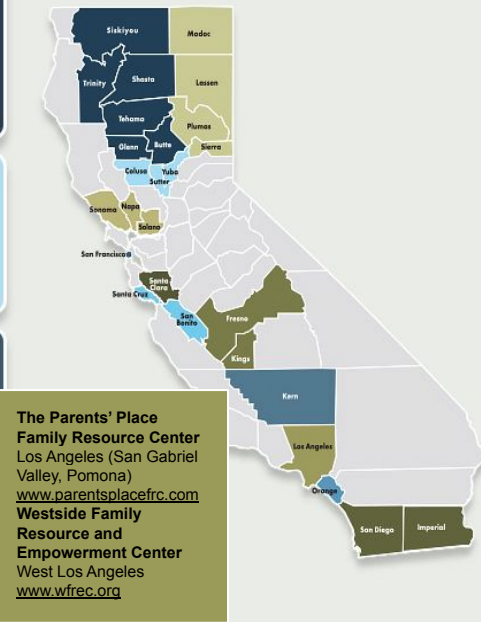 Siskiyou
Modoc
Trinity
Shasta
Lassen
Tehama
Plumas
Glenn
Butte
Sierra
Colusa
Yuba
Sutter
Sonoma
Napa
Solano
San Francisco
Santa
Clara
Santa Cruz
San
Benito
Fresno
Kings
Kern
Los Angeles
Orange
San Diego
Imperial
The Parents’ Place
Family Resource Center
Los Angeles (San Gabriel
Valley, Pomona)
www.parentsplacefrc.com
Westside Family
Resource and
Empowerment Center
West Los Angeles
www.wfrec.org